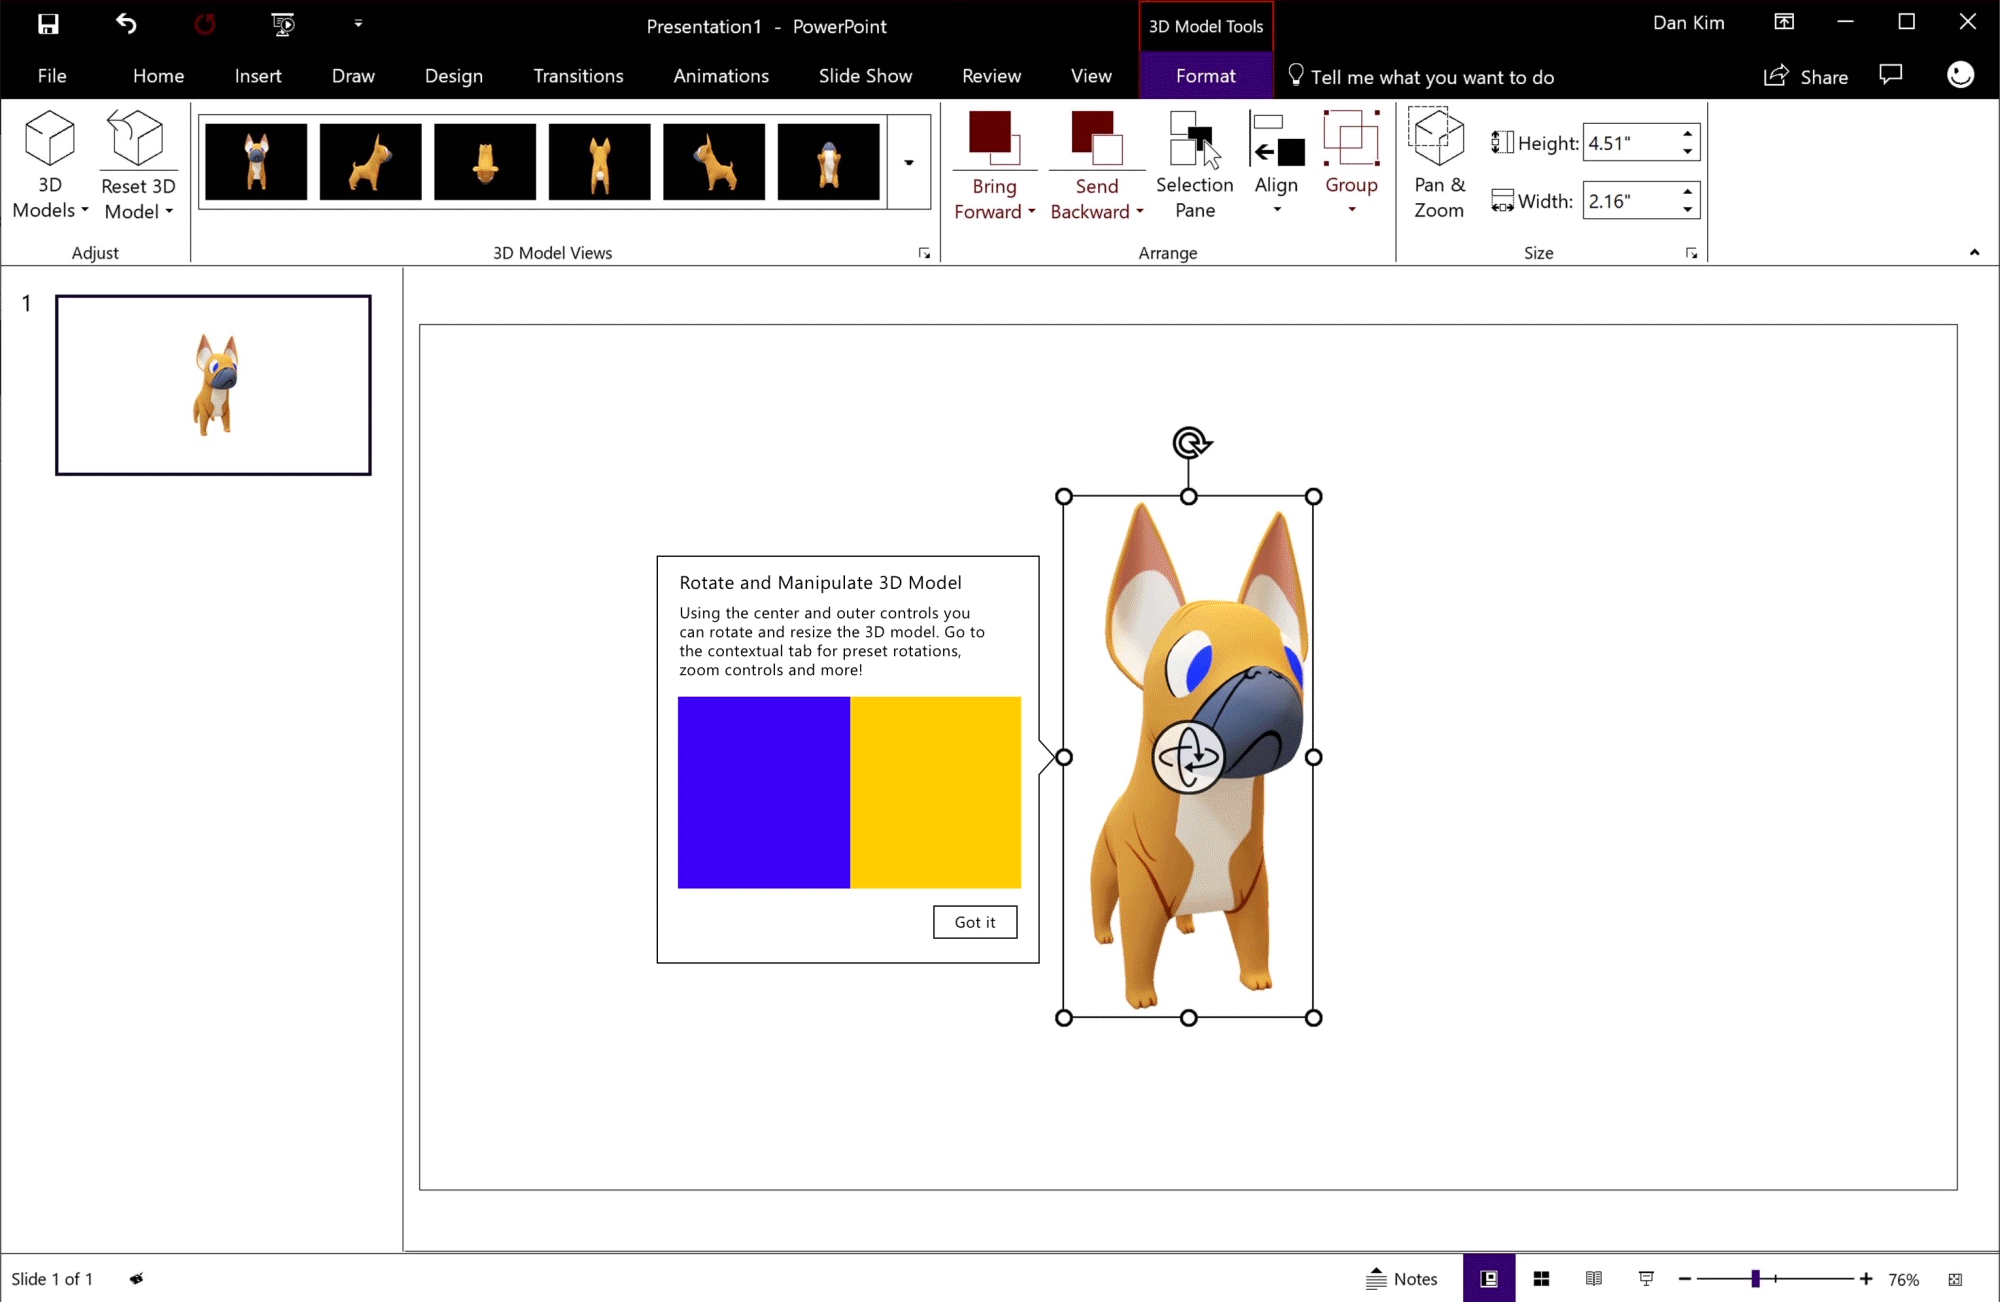 Presentation1 - PowerPoint
3D Model Tools
Dan Kim
File Home Insert Draw Design Transitions Animations Slide Show Review View Format Tell me what you want to do Share
3D
Models
Reset 3D
Model
Adjust
3D Model Views
Bring
Forward
Send
Backward
Selection
Pane
Align
Group
Arrange
Pan &
Zoom
Height: 4.51"
Width: 2.16"
Size
1
Rotate and Manipulate 3D Model
Using the center and outer controls you
can rotate and resize the 3D model. Go to
the contextual tab for preset rotations,
zoom controls and more!
Got it
Slide 1 of 1
Notes
76%